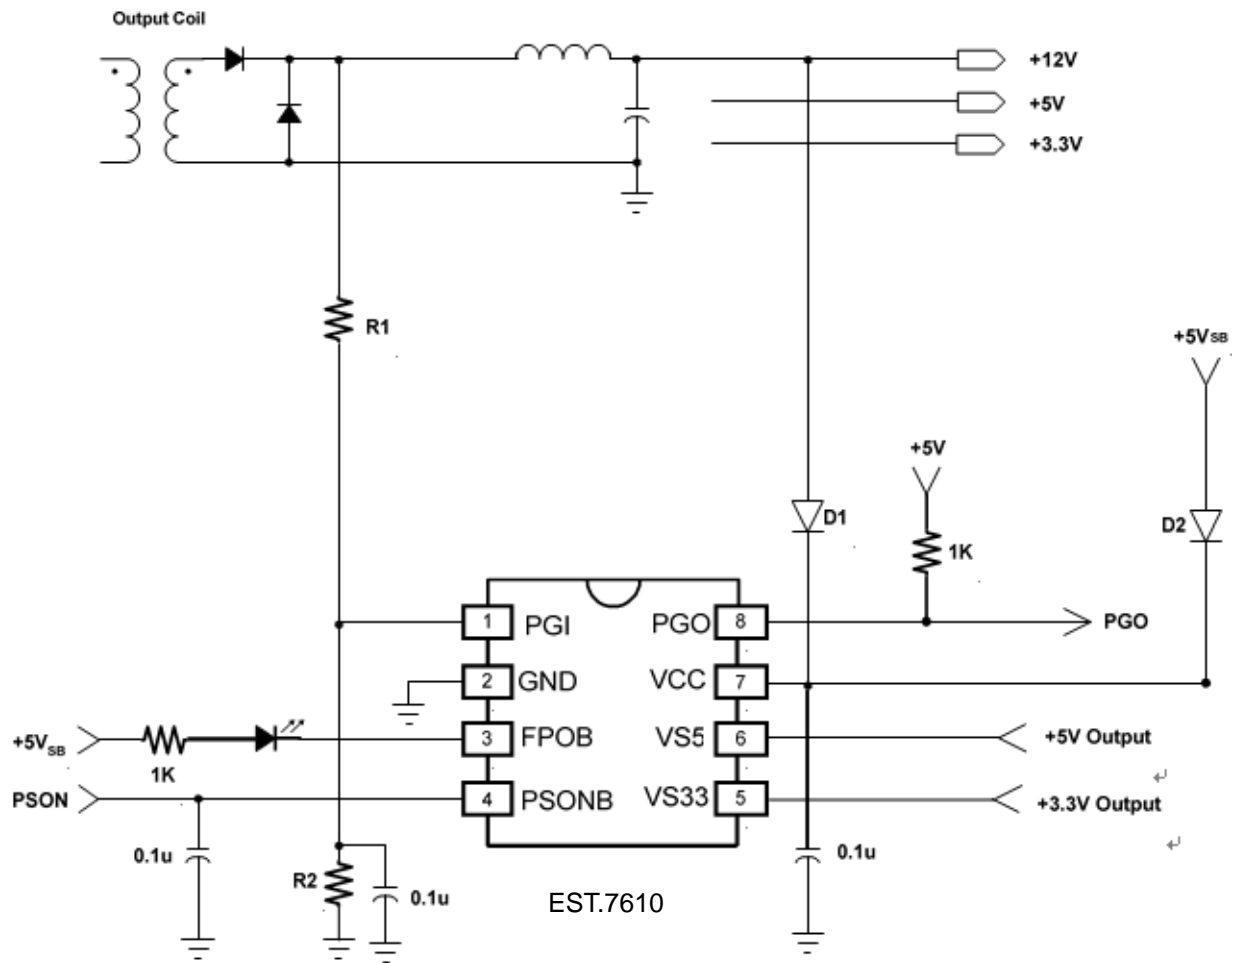 Output Coil
+12V
+5V
+3.3V
R1
+5VSB
+5V
D1
1K
D2
1 PGI
PGO 8
PGO
2 GND
VCC 7
+5VSB
1K
3 FPOB
VS5 6
+5V Output
PSON
4 PSONB
VS33 5
+3.3V Output
0.1u
R2
0.1u
0.1u
EST.7610